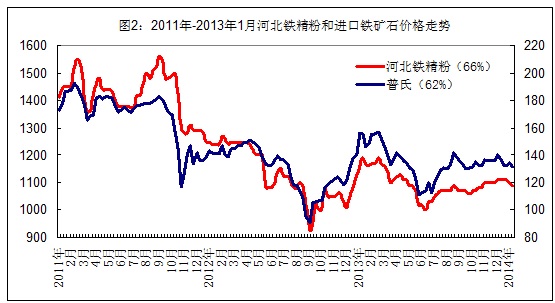 图2：2011年-2013年1月河北铁精粉和进口铁矿石价格走势
1600
1500
1400
1300
1200
1100
1000
900
220
200
180
160
140
120
100
80
河北铁精粉（66%）
普氏（62%）
2011年
2月
3月
4月
5月
6月
7月
8月
9月
10月
11月
12月
2012年
2月
3月
4月
5月
6月
7月
8月
9月
10月
11月
12月
2013年
2月
3月
4月
5月
6月
7月
8月
9月
10月
11月
12月
2014年